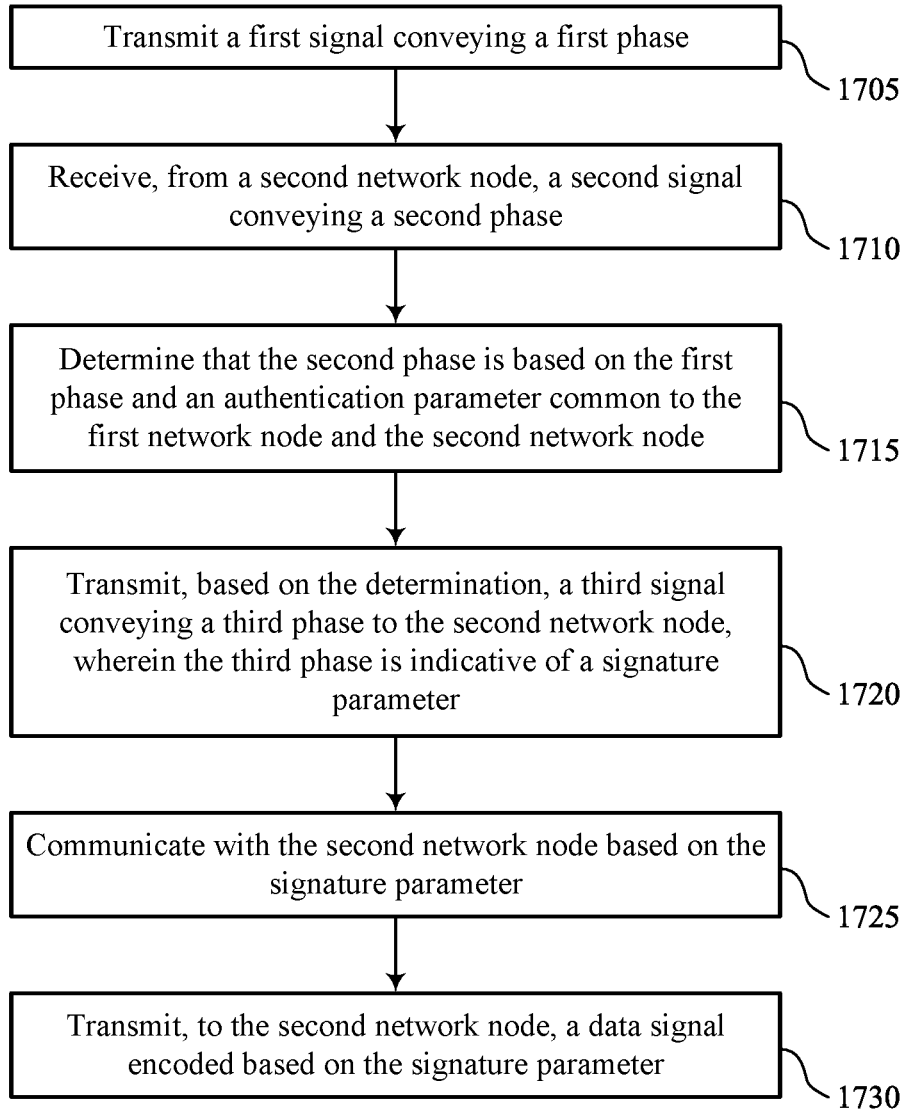 Transmit a first signal conveying a first phase
1705
Receive, from a second network node, a second signal
conveying a second phase
1710
Determine that the second phase is based on the first
phase and an authentication parameter common to the
first network node and the second network node
1715
Transmit, based on the determination, a third signal
conveying a third phase to the second network node,
wherein the third phase is indicative of a signature
parameter
1720
Communicate with the second network node based on the
signature parameter
1725
Transmit, to the second network node, a data signal
encoded based on the signature parameter
1730